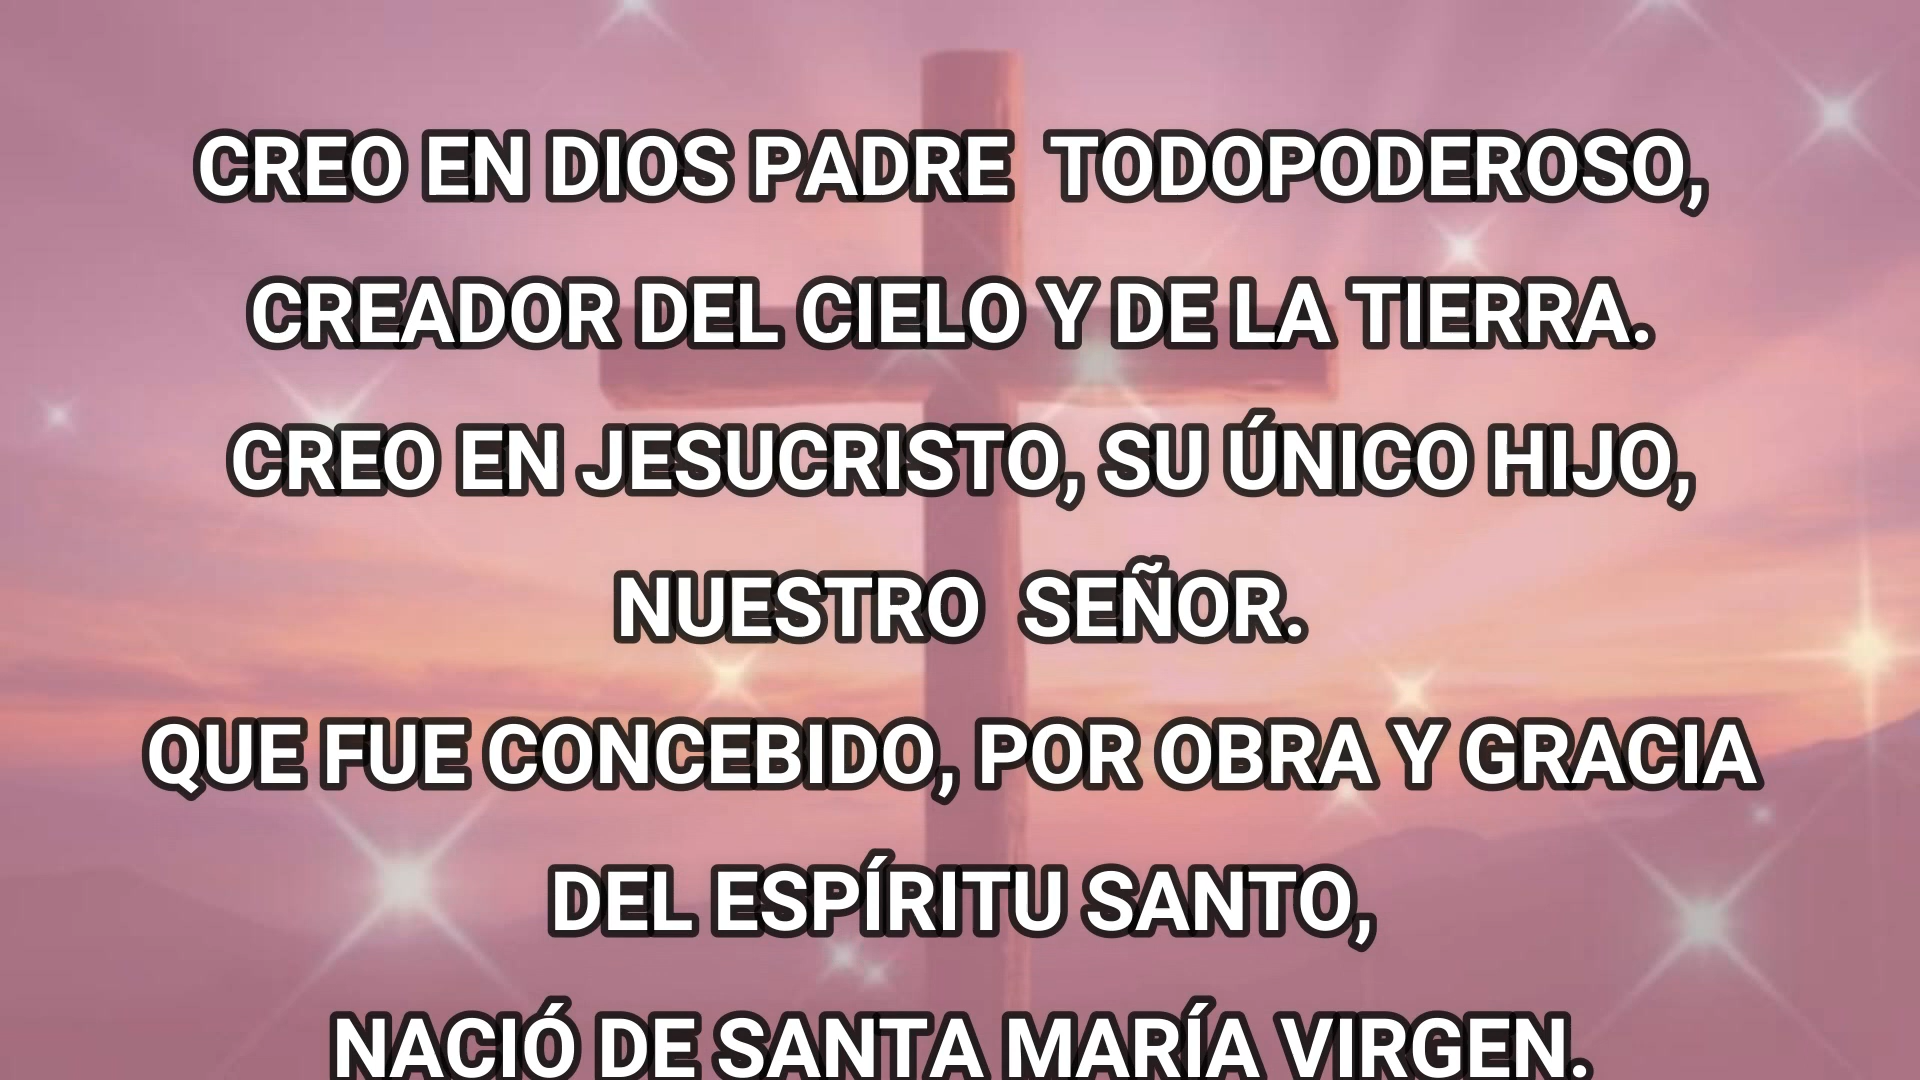 CREO EN DIOS PADRE  TODOPODEROSO,
CREADOR DEL CIELO Y DE LA TIERRA.
CREO EN JESUCRISTO, SU ÚNICO HIJO,
NUESTRO  SEÑOR.
QUE FUE CONCEBIDO, POR OBRA Y GRACIA
DEL ESPÍRITU SANTO,
NACIÓ DE SANTA MARÍA VIRGEN.